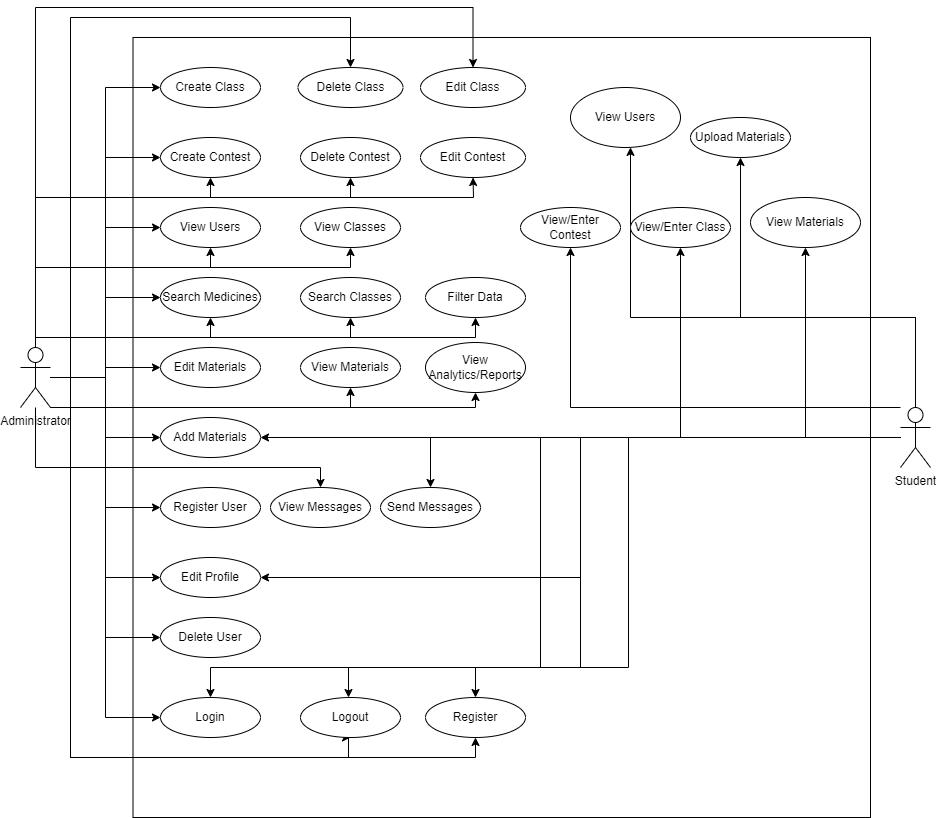 Create Class
Delete Class
Edit Class
View Users
Upload Materials
Create Contest
Delete Contest
Edit Contest
View Users
View Classes
View/Enter
Contest
View/Enter Class
View Materials
Search Medicines
Search Classes
Filter Data
Edit Materials
View Materials
View
Analytics/Reports
Administrator
Add Materials
Student
Register User
View Messages
Send Messages
Edit Profile
Delete User
Login
Logout
Register